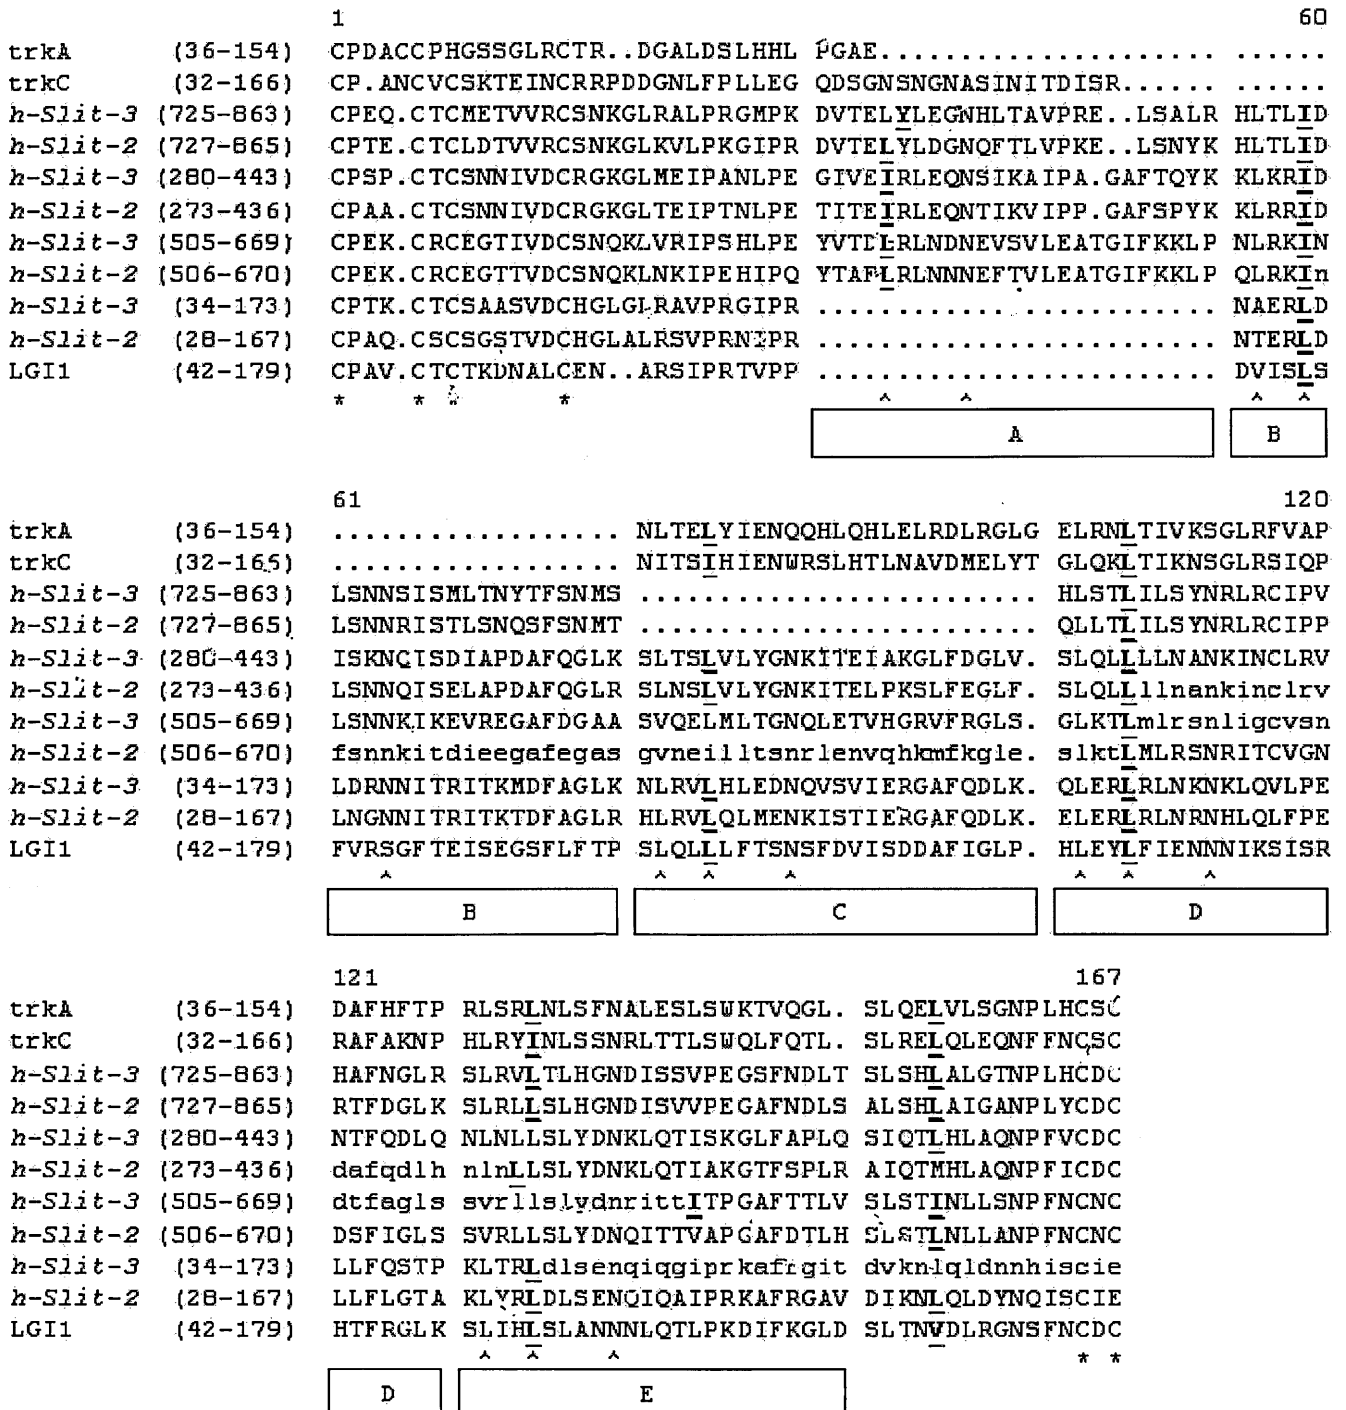 1 60
trkA (36-154) CPDACCPHGSSGLRCTR..DGALDSLHHL PGAE..................... ......
trkC (32-166) CP.ANCVCSKTEINCRRPDDGNLFPLLEG QDSGNSNGNASINITDISR...... ......
h-Slit-3 (725-863) CPEQ.CTCMETVVRCSNKGLRALPRGMPK DVTELYLEGNHLTAVPRE..LSALR HLTLID
h-Slit-2 (727-865) CPTE.CTCLDTVVRCSNKGLKVLPKGIPR DVTELYLDGNQFTLVPKE..LSNYK HLTLID
h-Slit-3 (280-443) CPSP.CTCSNNIVDCRGKGLMEIPANLPE GIVEIRLEQNSIKAIPA.GAFTQYK KLKRID
h-Slit-2 (273-436) CPAA.CTCSNNIVDCRGKGLTEIPTNLPE TITEIRLEQNTIKVIPP.GAFSPYK KLRRID
h-Slit-3 (505-669) CPEK.CRCEGTIVDCSNQKLVRIPSHLPE YVTDLRLNDNEVSVLEATGIFKKLP NLRKIN
h-Slit-2 (506-670) CPEK.CRCEGTTVDCSNQKLNKIPEHIPQ YTAFLRLNNNEFTVLEATGIFKKLP QLRKIn
h-Slit-3 (34-173) CPTK.CTCSAASVDCHGLGLRAVPRGIPR ......................... NAERLD
h-Slit-2 (28-167) CPAQ.CSCSGSTVDCHGLALRSVPRNIPR ......................... NTERLD
LGI1 (42-179) CPAV.CTCTKDNALCEN..ARSIPRTVPP ......................... DVISLS
* * * * ^ ^ ^ ^
A B
61 120
trkA (36-154) .................. NLTELYIENQQHLQHLELRDLRGLG ELRNLTIVKSGLRFVAP
trkC (32-165) .................. NITSIHIENWRSLHTLNAVDMELYT GLQKLTIKNSGLRSIQP
h-Slit-3 (725-863) LSNNSISMLTNYTFSNMS ......................... HLSTLILSYNRLRCIPV
h-Slit-2 (727-865) LSNNRISTLSNQSFSNMT ......................... QLLTLILSYNRLRCIPP
h-Slit-3 (280-443) ISKNQISDIAPDAFQGLK SLTSLVLYGNKITEIAKGLFDGLV. SLQLLLLNANKINCLRV
h-Slit-2 (273-436) LSNNQISELAPDAFQGLR SLNSLVLYGNKITELPKSLFEGLF. SLQLLllnankinclrv
h-Slit-3 (505-669) LSNNKIKEVREGAFDGAA SVQELMLTGNQLETVHGRVFRGLS. GLKTLmlrsnligcvsn
h-Slit-2 (506-670) fsnnkitdieegafegas gvneilltsnrlenvqhkmfkgle. slktLMLRSNRITCVGN
h-Slit-3 (34-173) LDRNNITRITKMDFAGLK NLRVLHLEDNQVSVIERGAFQDLK. QLERLRLNKNKLQVLPE
h-Slit-2 (28-167) LNGNNITRITKTDFAGLR HLRVLQLMENKISTIERGAFQDLK. ELERLRLNRNHLQLFPE
LGI1 (42-179) FVRSGFTEISEGSFLFTP SLQLLLFTSNSFDVISDDAFIGLP. HLEYLFIENNNIKSISR
^ ^ ^ ^ ^ ^ ^
B C D
121 167
trkA (36-154) DAFHFTP RLSRLNLSFNALESLSWKTVQGL. SLQELVLSGNPLHCSC
trkC (32-166) RAFAKNP HLRYINLSSNRLTTLSWQLFQTL. SLRELQLEQNFFNCSC
h-Slit-3 (725-863) HAFNGLR SLRVLTLHGNDISSVPEGSFNDLT SLSHLALGTNPLHCDC
h-Slit-2 (727-865) RTFDGLK SLRLLSLHGNDISVVPEGAFNDLS ALSHLAIGANPLYCDC
h-Slit-3 (280-443) NTFQDLQ NLNLLSLYDNKLQTISKGLFAPLQ SIQTLHLAQNPFVCDC
h-Slit-2 (273-436) dafqdlh nlnLLSLYDNKLQTIAKGTFSPLR AIQTMHLAQNPFICDC
h-Slit-3 (505-669) dtfagls svrllslydnrittITPGAFTTLV SLSTINLLSNPFNCNC
h-Slit-2 (506-670) DSFIGLS SVRLLSLYDNQITTVAPGAFDTLH SLSTLNLLANPFNCNC
h-Slit-3 (34-173) LLFQSTP KLTRLdlsenqiqgiprkafrgit dvknlqldnnhiscie
h-Slit-2 (28-167) LLFLGTA KLYRLDLSENQIQAIPRKAFRGAV DIKNLQLDYNQISCIE
LGI1 (42-179) HTFRGLK SLIHLSLANNNLQTLPKDIFKGLD SLTNVDLRGNSFNCDC
^ ^ ^ * *
D E